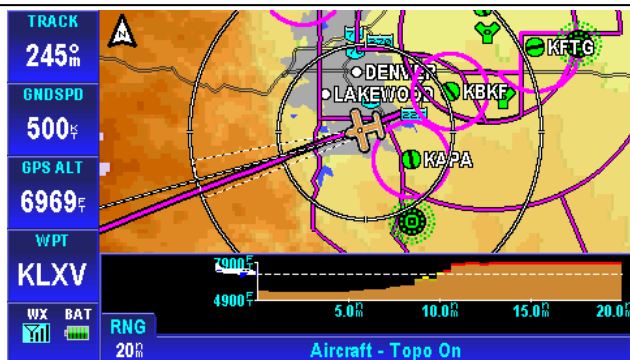 TRACK
245°m
GNDSPD
500KT
GPS ALT
6969FT
WPT
KLXV
WX BAT
DENVER
LAKEWOOD
KFTG
KBKF
KAPA
7900FT
4900FT
5.0nm 10.0nm 15.0nm 20.0nm
RNG
20nm
Aircraft - Topo On